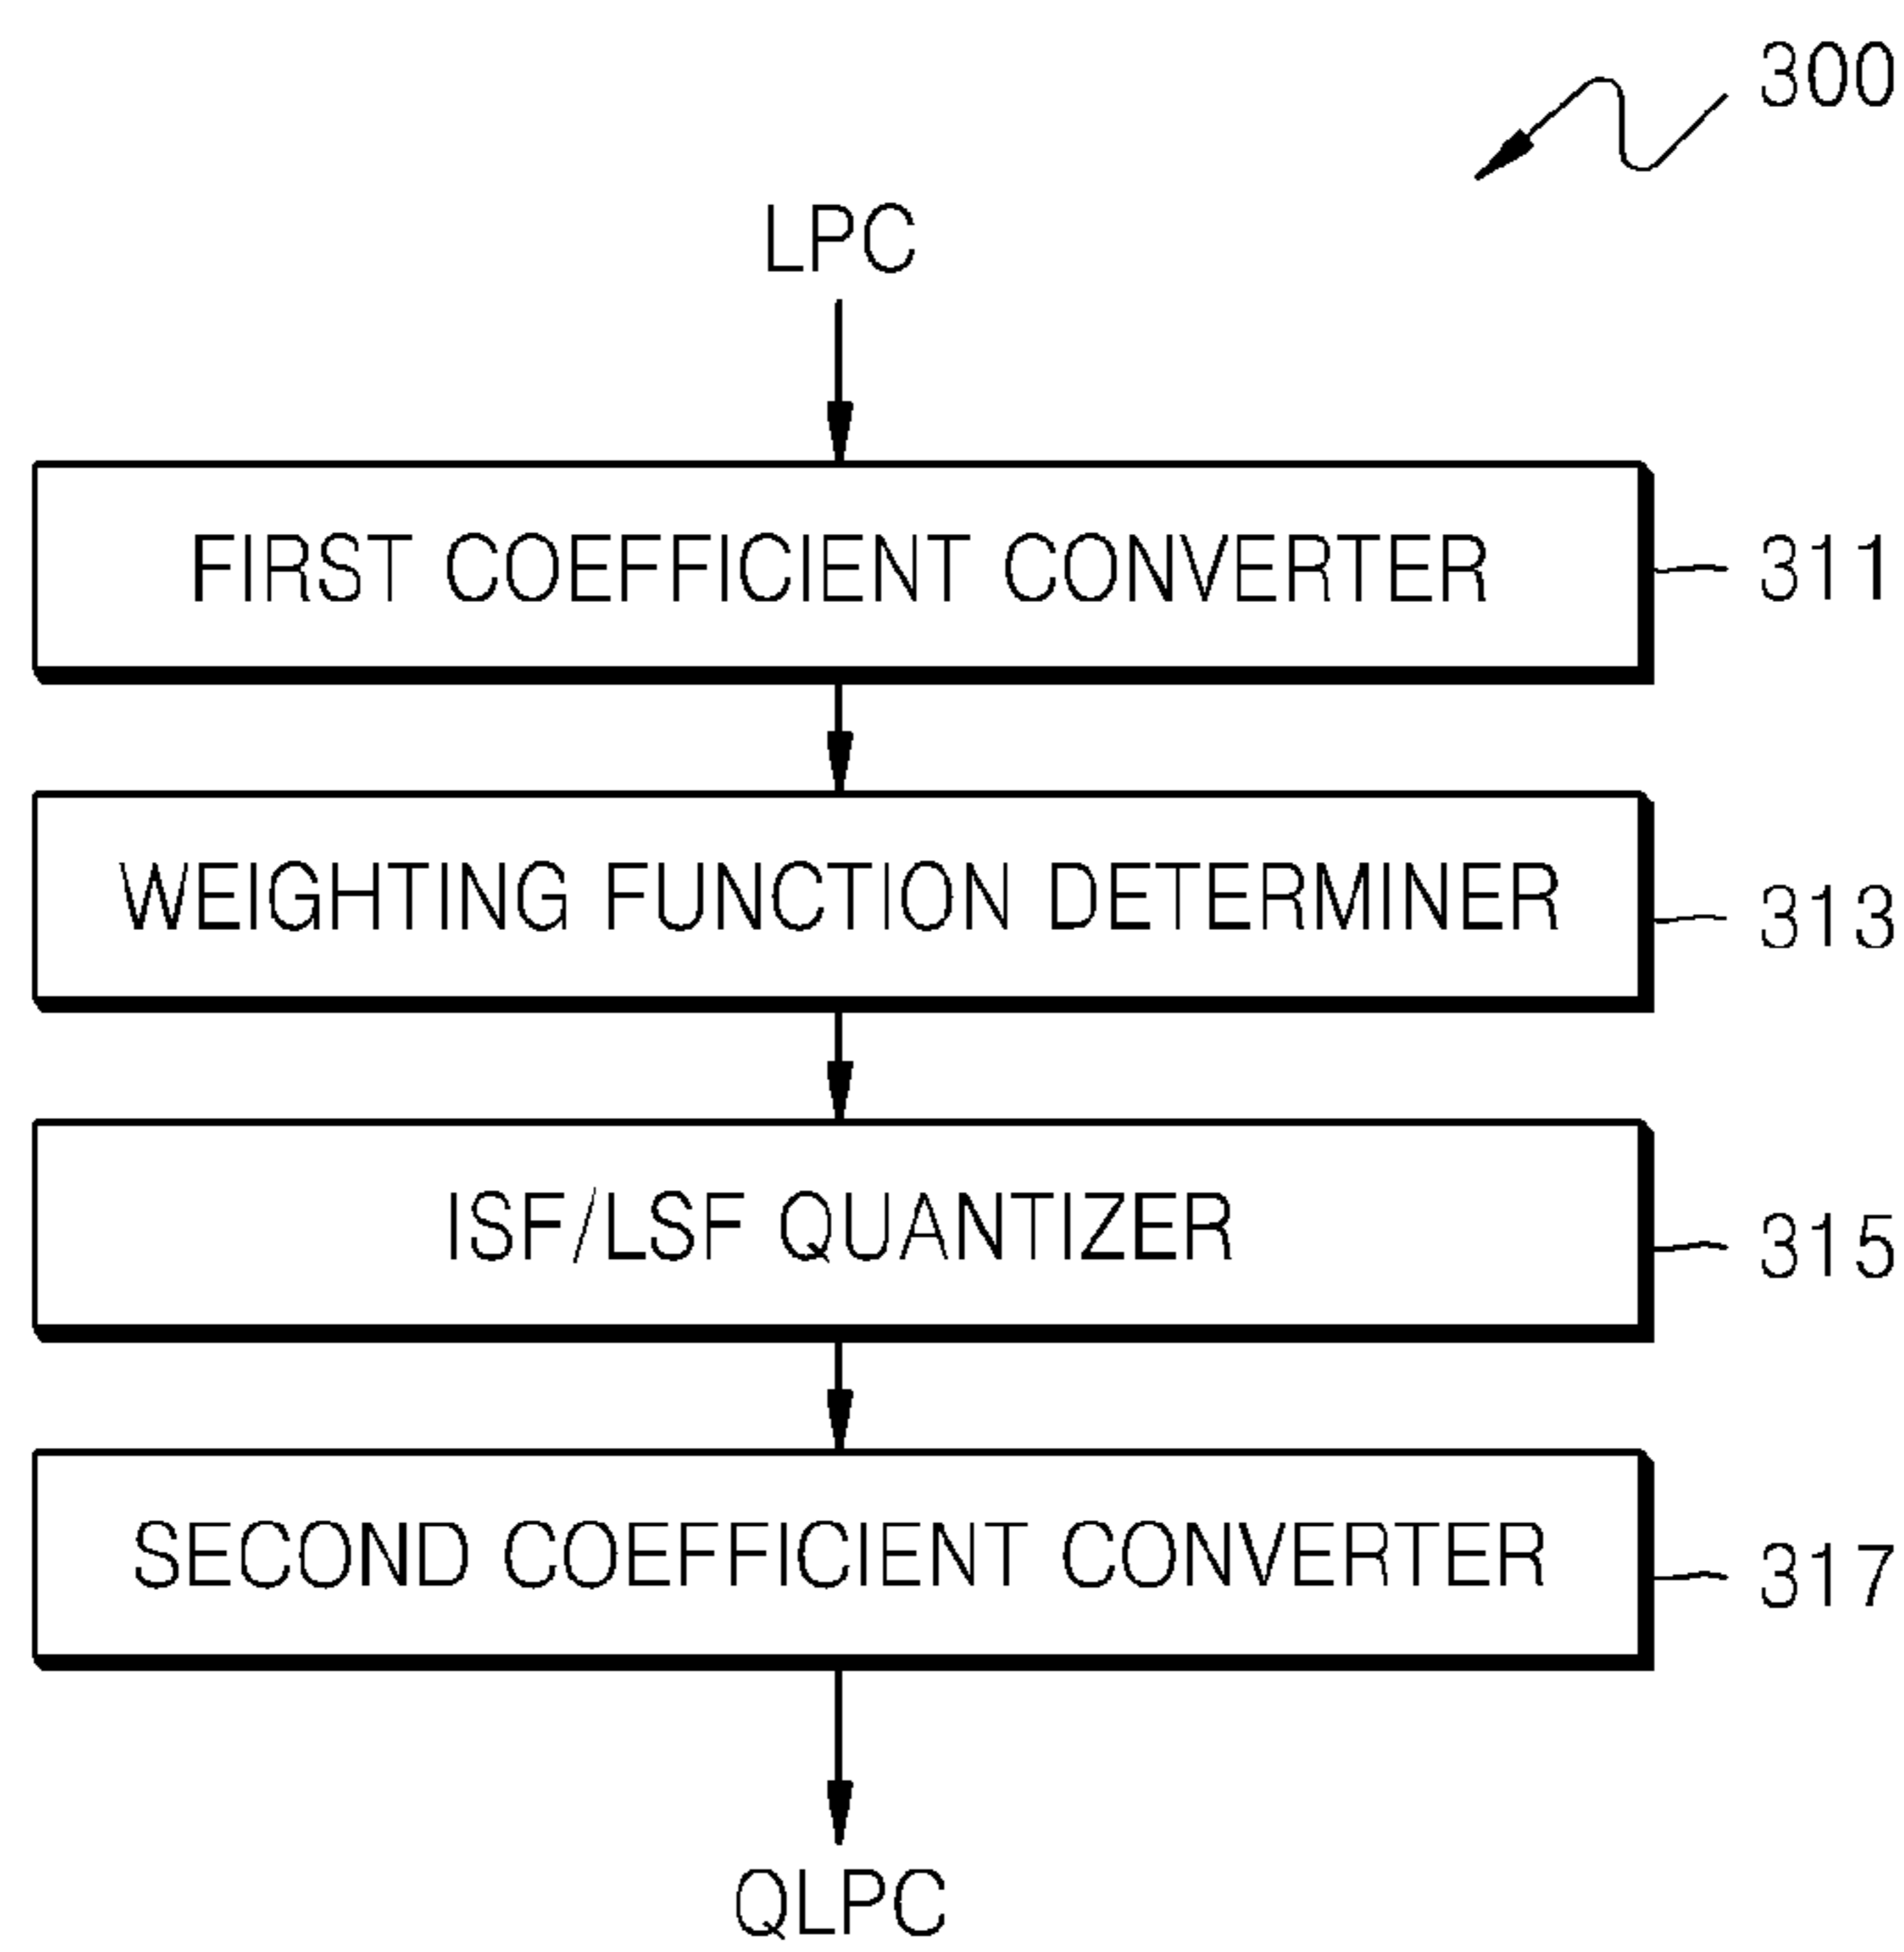 300
LPC
FIRST COEFFICIENT CONVERTER
311
WEIGHTING FUNCTION DETERMINER
313
ISF/LSF QUANTIZER
315
SECOND COEFFICIENT CONVERTER
317
QLPC